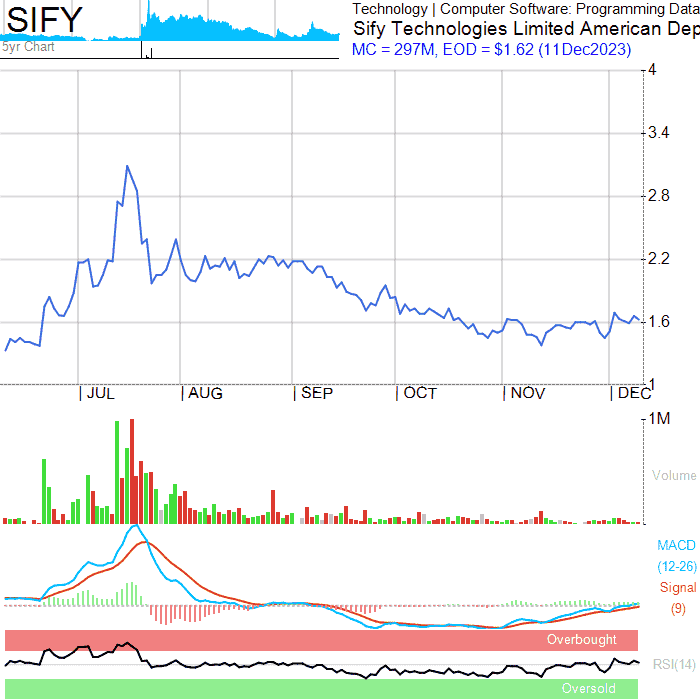 SIFY
5yr Chart
Technology | Computer Software: Programming Data
Sify Technologies Limited American Dep
MC = 297M, EOD = $1.62 (11Dec2023)
4
3.4
2.8
2.2
1.6
1
JUL
AUG
SEP
OCT
NOV
DEC
1M
Volume
MACD
(12-26)
Signal
(9)
Overbought
RSI(14)
Oversold